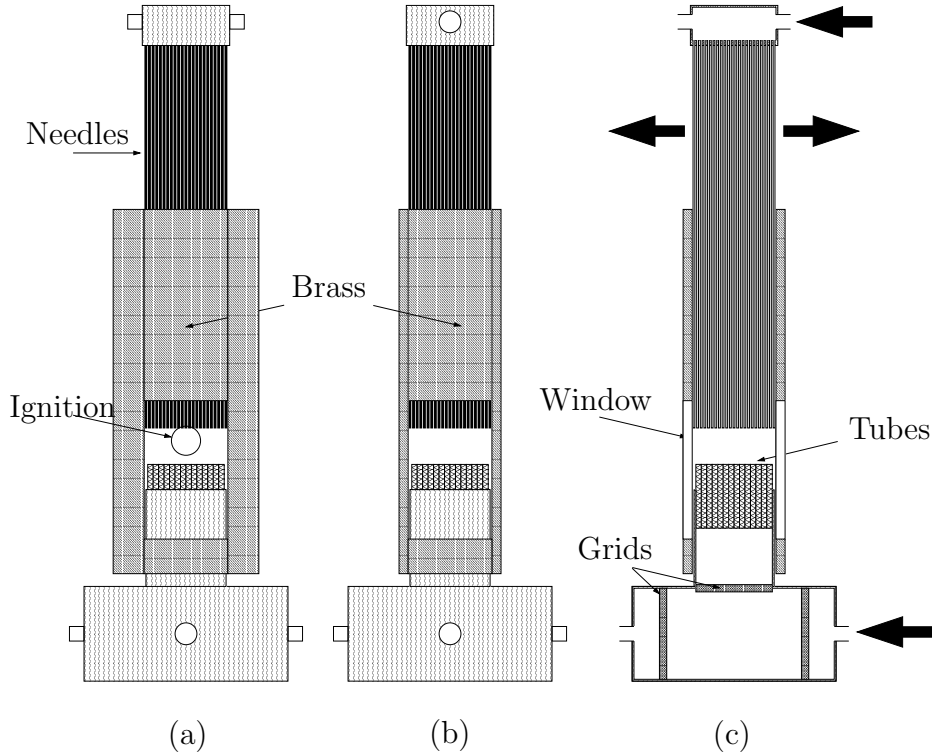 Needles
Brass
Ignition
Window
Tubes
Grids
(a)
(b)
(c)